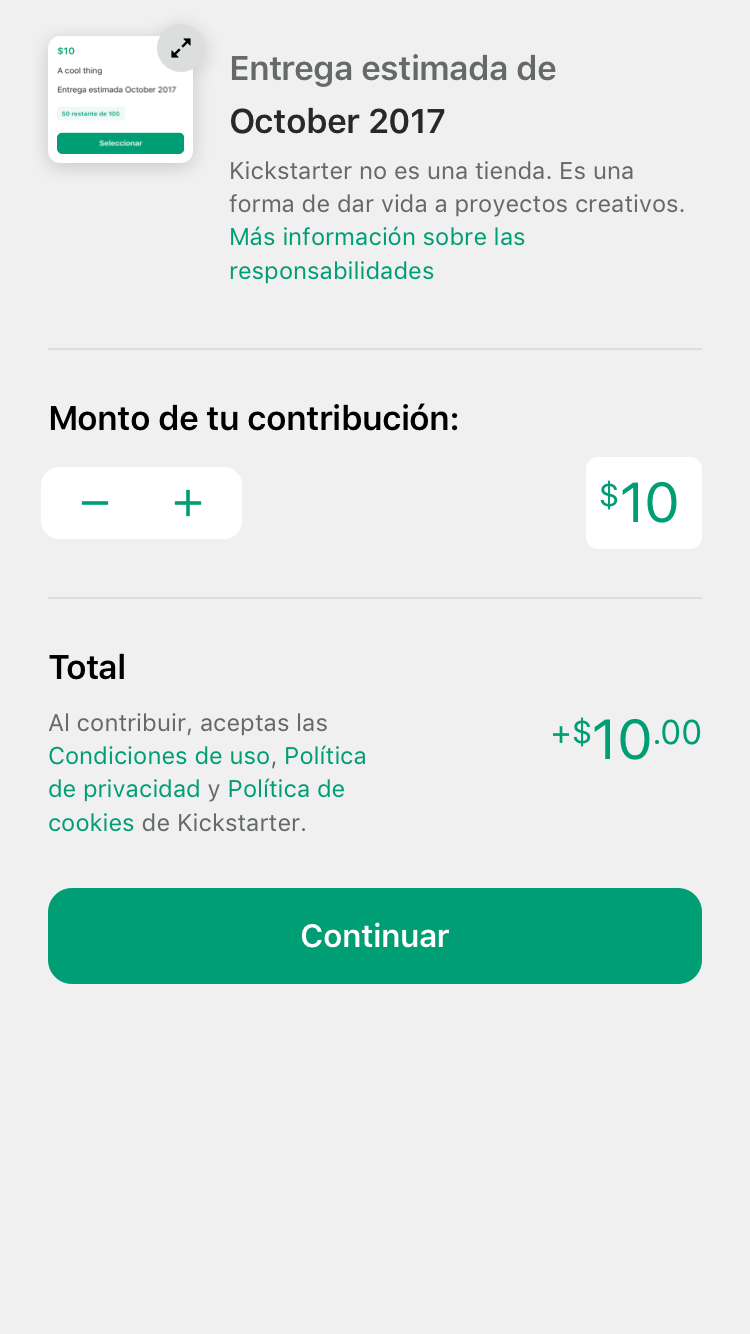 $10
A cool thing
Entrega estimada October 2017
50 restante de 100
Seleccionar
Entrega estimada de
October 2017
Kickstarter no es una tienda. Es una
forma de dar vida a proyectos creativos.
Más información sobre las
responsabilidades
Monto de tu contribución:
$10
Total
Al contribuir, aceptas las
Condiciones de uso, Política
de privacidad y Política de
cookies de Kickstarter.
+$10.00
Continuar